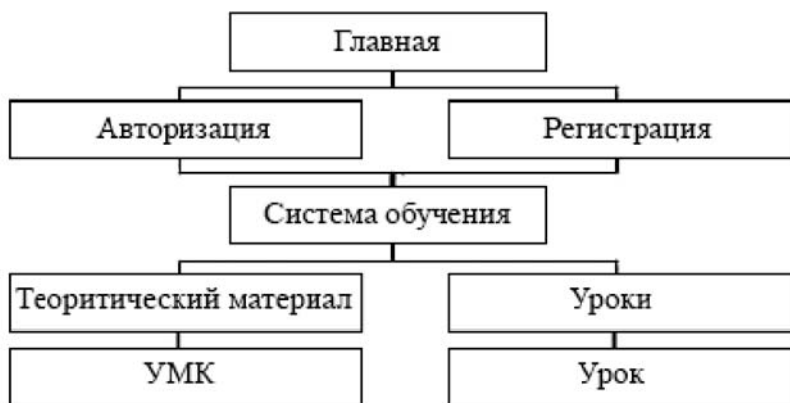 Главная
Авторизация
Регистрация
Система обучения
Теоритический материал
Уроки
УМК
Урок